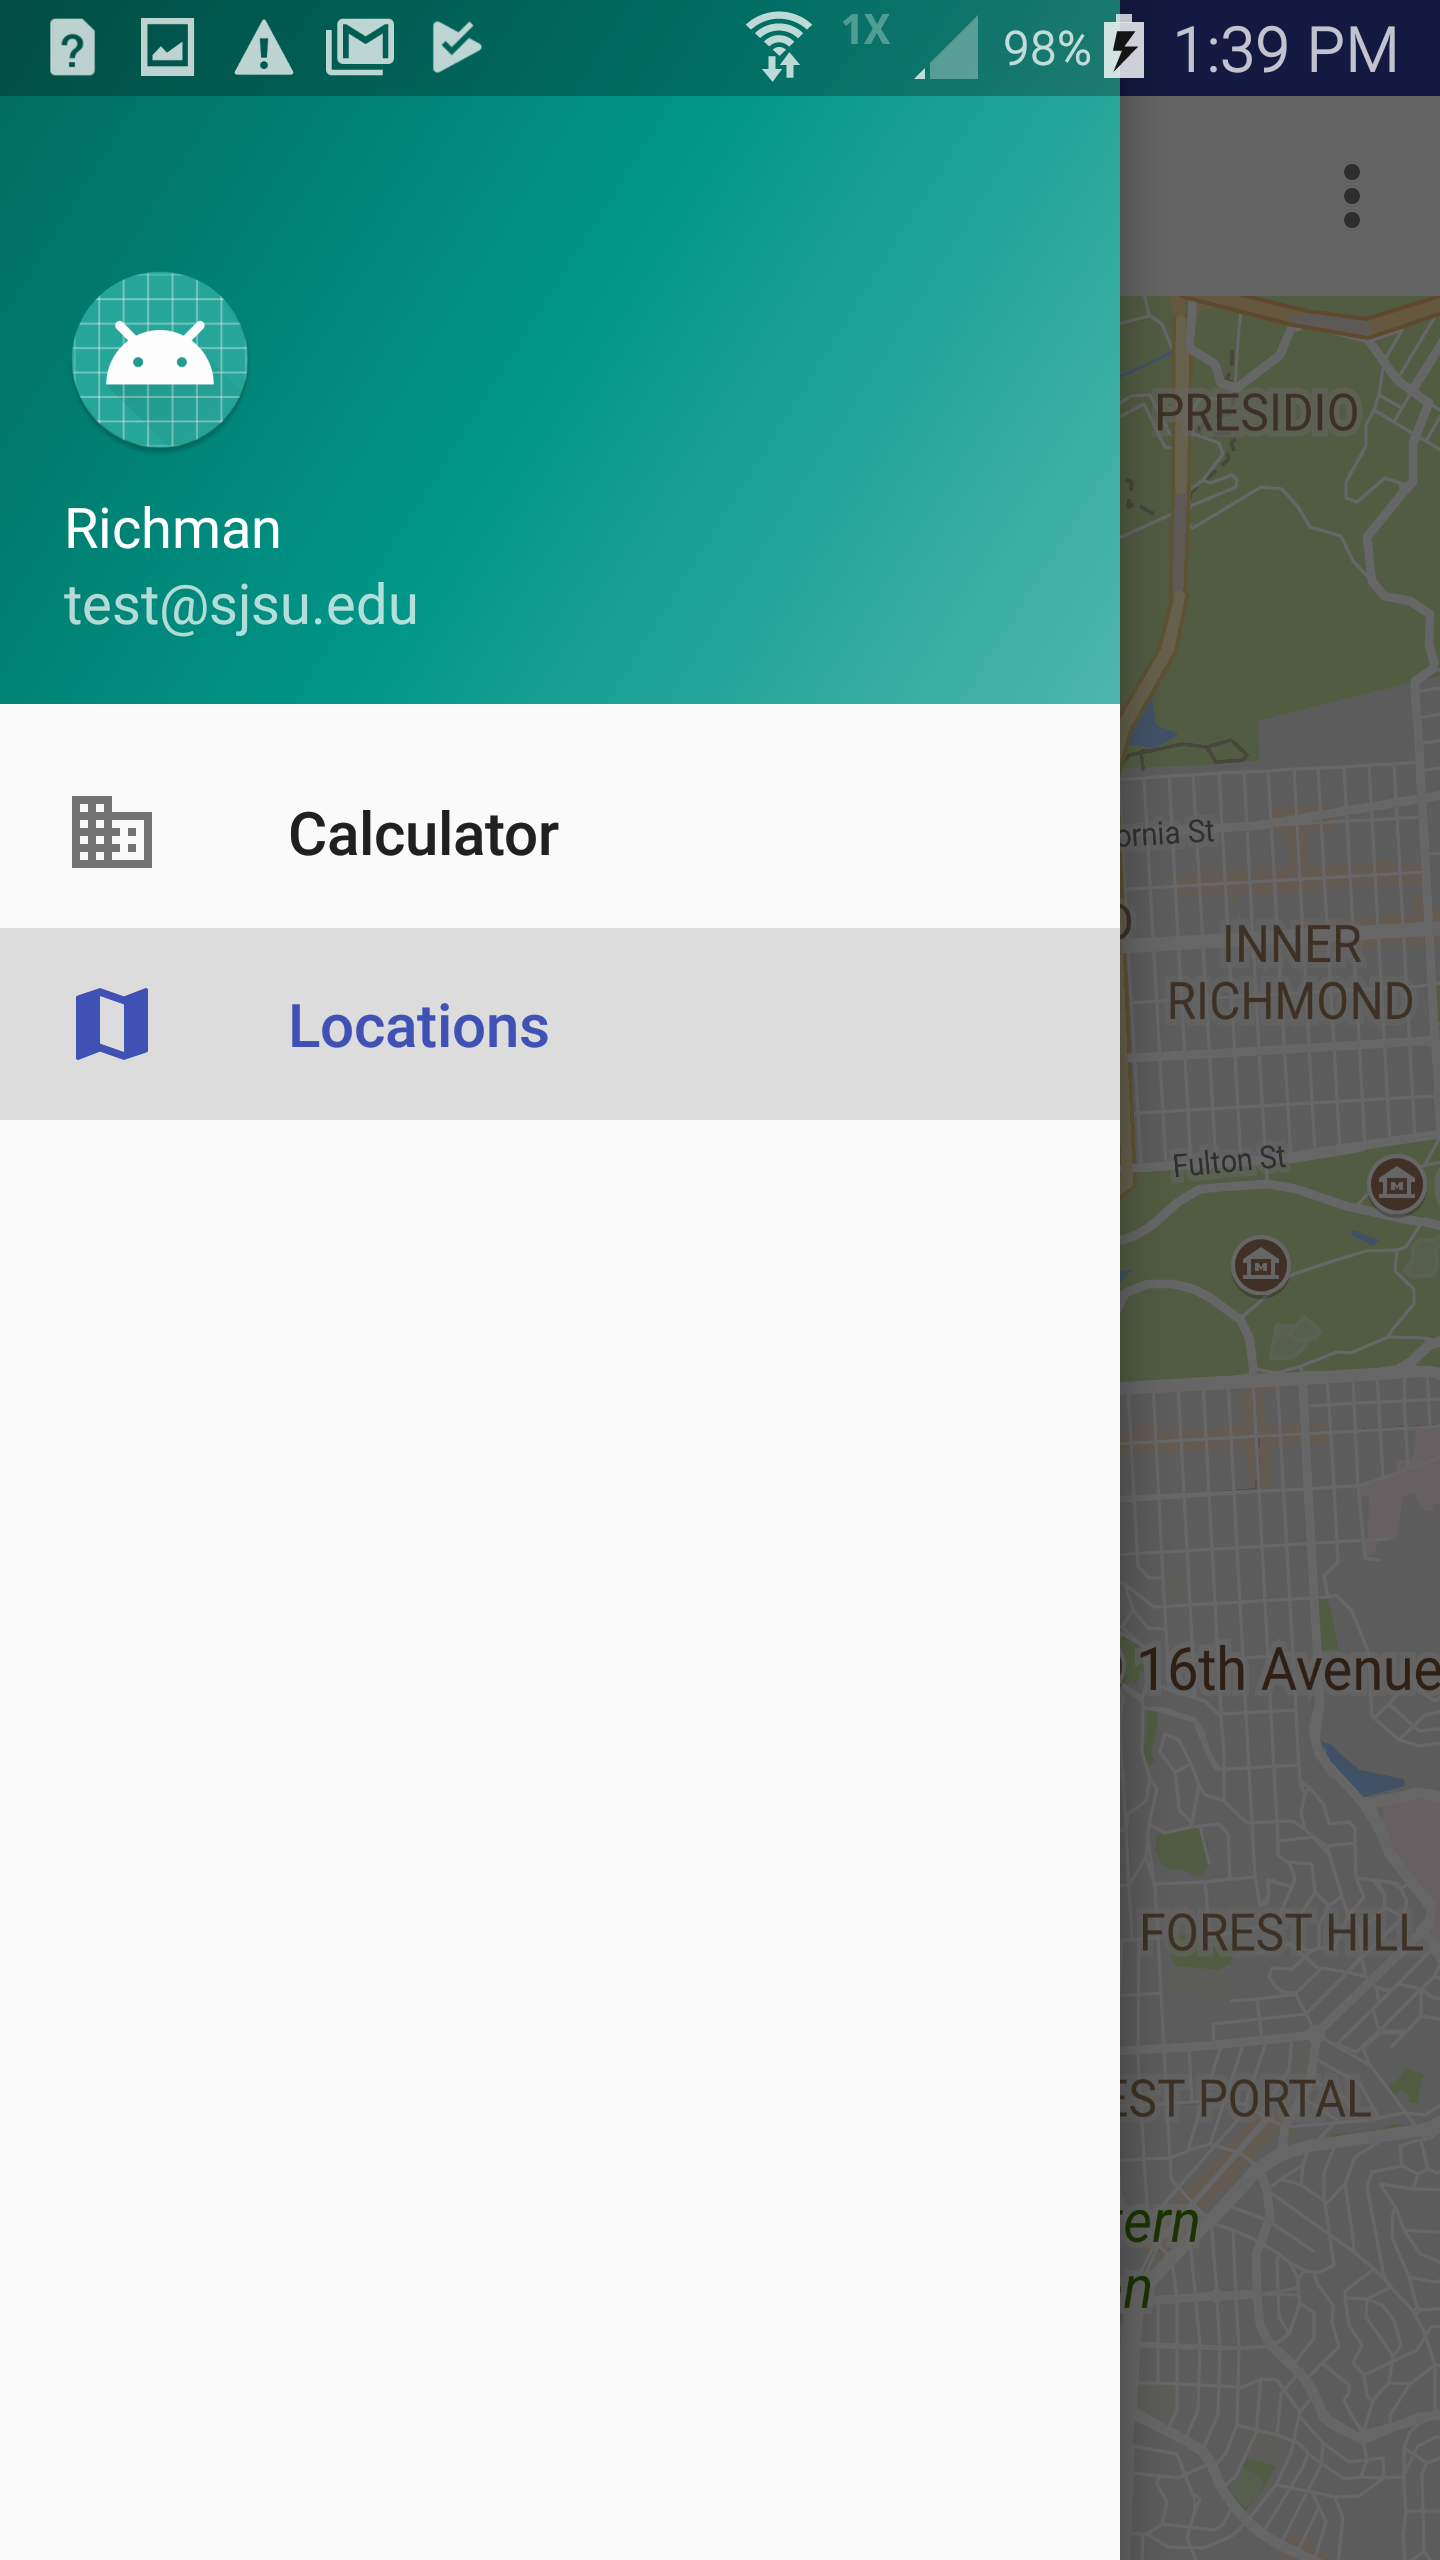 1X 98% 1:39 PM
Richman
test@sjsu.edu
Calculator
Locations
PRESIDIO
ornia St
INNER
RICHMOND
Fulton St
16th Avenue
FOREST HILL
EST PORTAL
ern
n